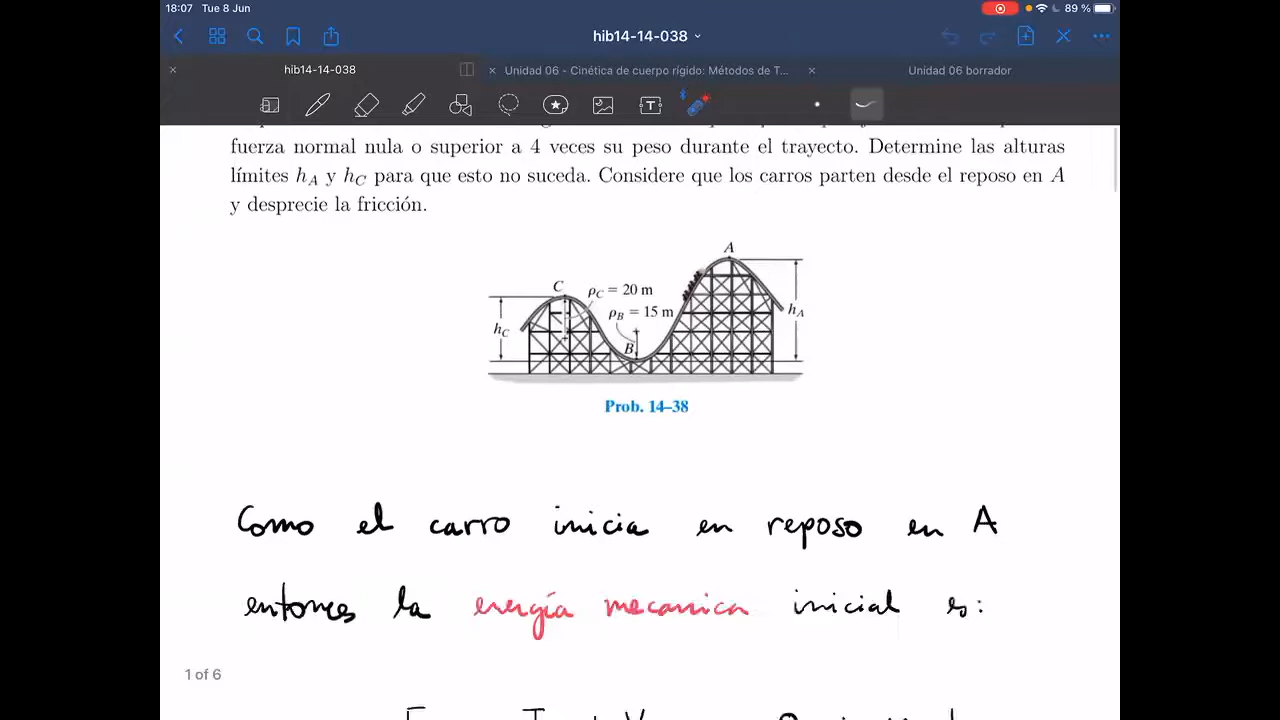 18:07 Tue 8 Jun
89 %
hib14-14-038
hib14-14-038
Unidad 06 - Cinética de cuerpo rígido: Métodos de T...
Unidad 06 borrador
fuerza normal nula o superior a 4 veces su peso durante el trayecto. Determine las alturas
límites hA y hC para que esto no suceda. Considere que los carros parten desde el reposo en A
y desprecie la fricción.
A
C
ρC = 20 m
ρB = 15 m
hA
hC
B
Prob. 14–38
Como el carro inicia en reposo en A
entonces la energía mecanica inicial es:
1 of 6